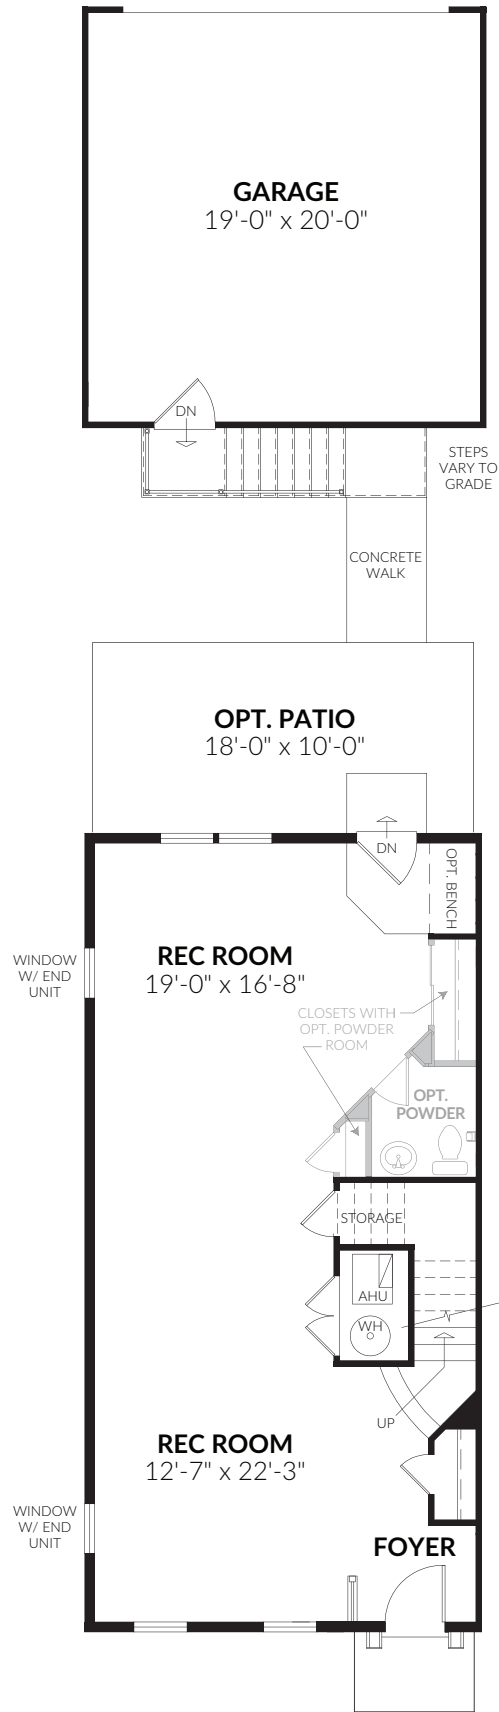 GARAGE
19'-0" x 20'-0"
DN
STEPS
VARY TO
GRADE
CONCRETE
WALK
OPT. PATIO
18'-0" x 10'-0"
DN
OPT. BENCH
REC ROOM
19'-0" x 16'-8"
WINDOW
W/ END
UNIT
CLOSETS WITH
OPT. POWDER
ROOM
OPT.
POWDER
STORAGE
AHU
WH
UP
REC ROOM
12'-7" x 22'-3"
WINDOW
W/ END
UNIT
FOYER